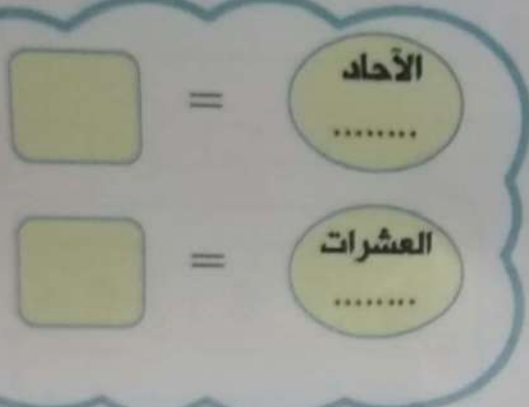 الآحاد
........
=
العشرات
........
=